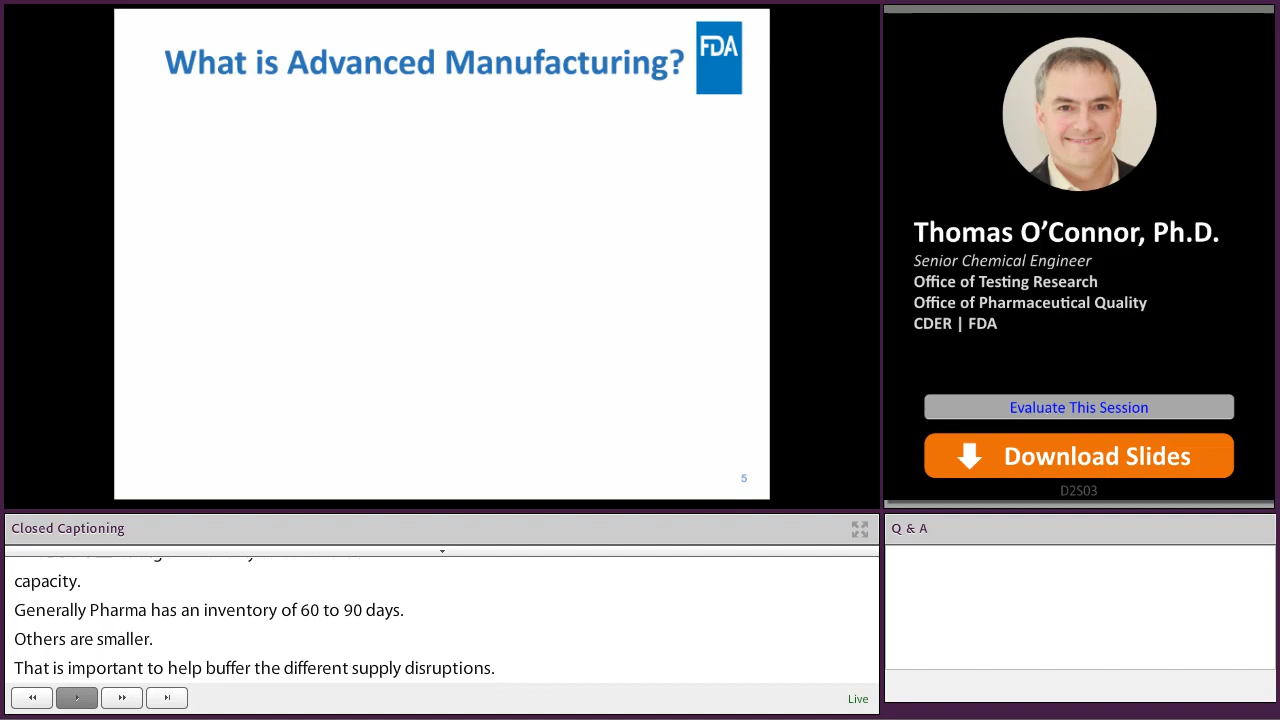 What is Advanced Manufacturing?
FDA
5
Thomas O’Connor, Ph.D.
Senior Chemical Engineer
Office of Testing Research
Office of Pharmaceutical Quality
CDER | FDA
Evaluate This Session
Download Slides
D2S03
Closed Captioning
capacity.
Generally Pharma has an inventory of 60 to 90 days.
Others are smaller.
That is important to help buffer the different supply disruptions.
Live
Q & A